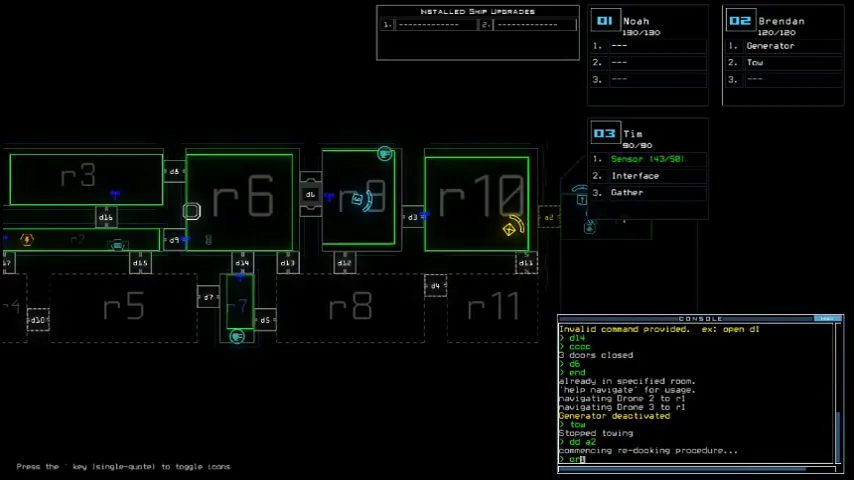 Installed Ship Upgrades
1. -------------- 2. --------------
01 Noah
130/130
1. ---
2. ---
3. ---
02 Brendan
120/120
1. Generator
2. Tow
3. ---
03 Tim
90/90
1. Sensor (43/50)
2. Interface
3. Gather
r3
d8
r6
d6
r9
d3
r10
a2
d16
r2
d9
d15
d14
d13
d12
d11
r5
d7
r7
d5
r8
d4
r11
d10
Console
Invalid command provided.  ex: open d1
> d14
> cccc
3 doors closed
> d6
> end
already in specified room.
'help navigate' for usage.
navigating Drone 2 to r1
navigating Drone 3 to r1
Generator deactivated
> tow
Stopped towing
> dd a2
commencing re-docking procedure...
Press the ` key (single-quote) to toggle icons